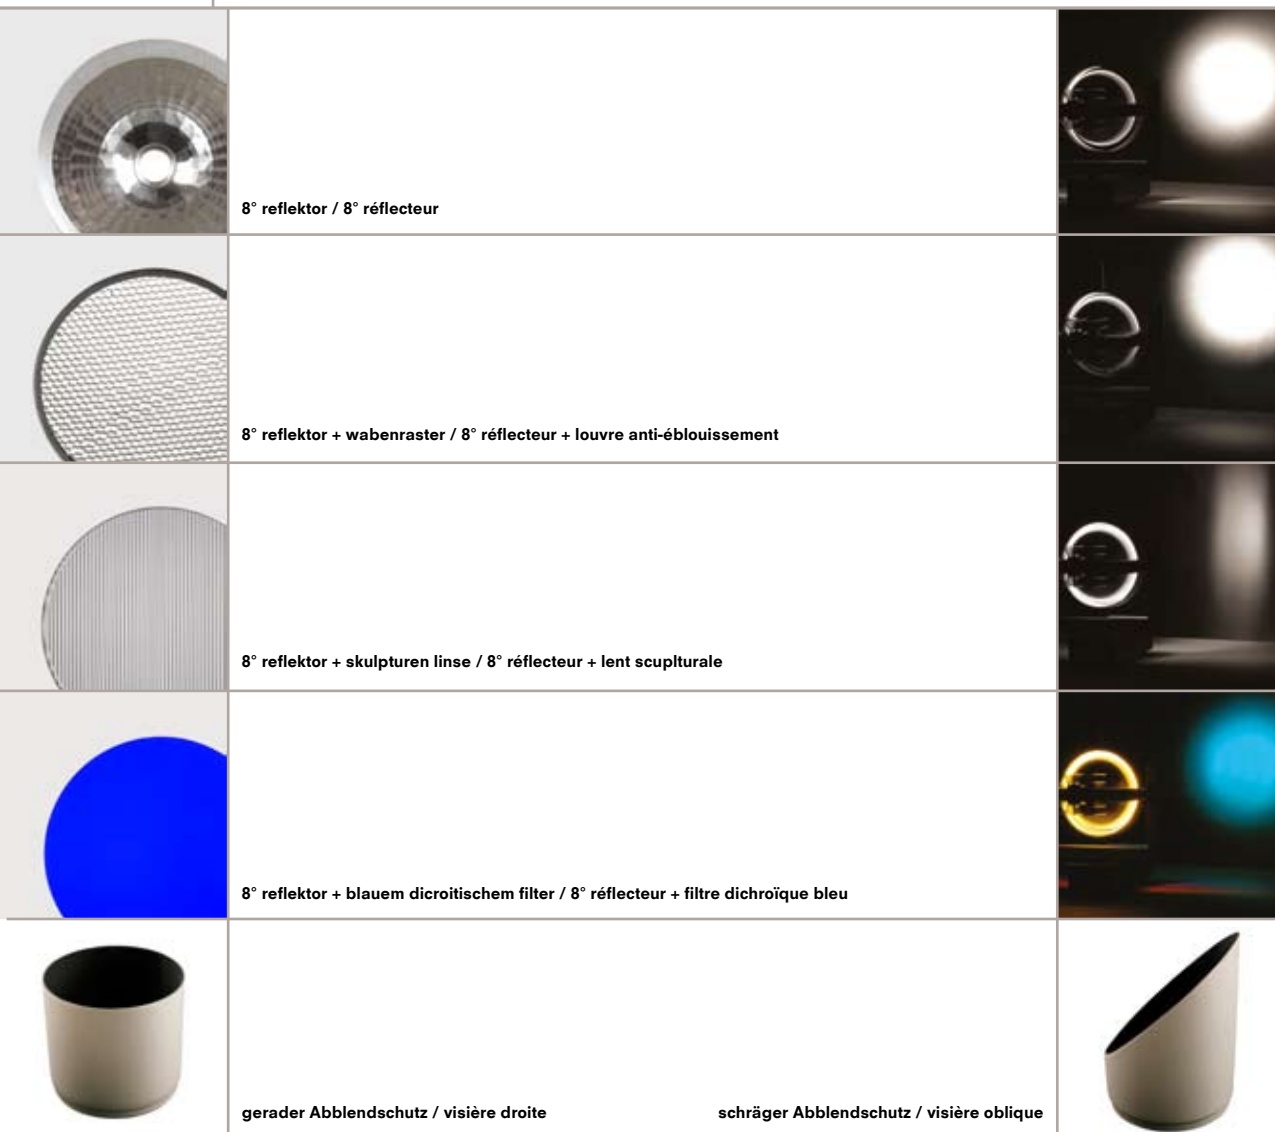 8° reflektor / 8° réflecteur
8° reflektor + wabenraster / 8° réflecteur + louvre anti-éblouissement
8° reflektor + skulpturen linse / 8° réflecteur + lent scuplturale
8° reflektor + blauem dicroitischem filter / 8° réflecteur + filtre dichroïque bleu
gerader Abblendschutz / visière droite
schräger Abblendschutz / visière oblique